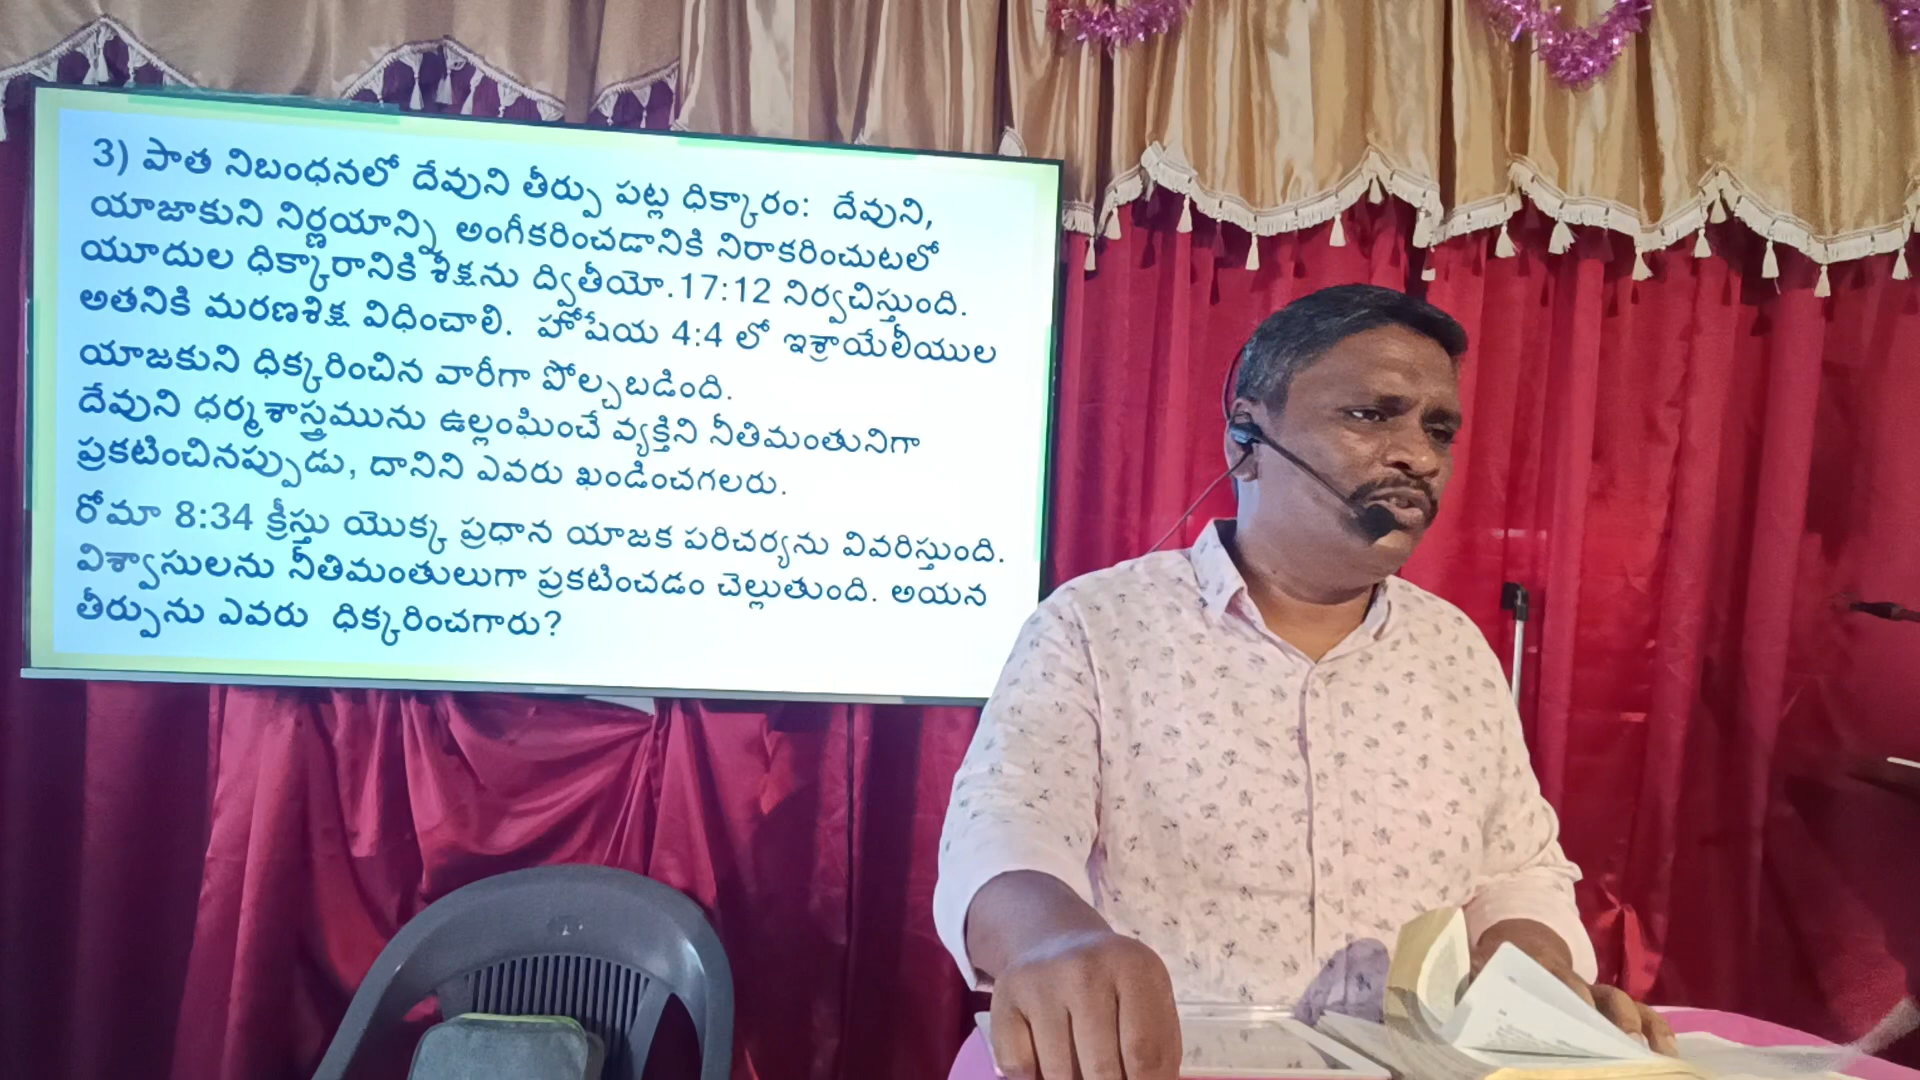 3) పాత నిబంధనలో దేవుని తీర్పు పట్ల ధిక్కారం: దేవుని,
యాజాకుని నిర్ణయాన్ని అంగీకరించడానికి నిరాకరించుటలో
యూదుల ధిక్కారానికి శిక్షను ద్వితీయో.17:12 నిర్వచిస్తుంది.
అతనికి మరణశిక్ష విధించాలి. హోషేయ 4:4 లో ఇశ్రాయేలీయుల
యాజకుని ధిక్కరించిన వారీగా పోల్చబడింది.
దేవుని ధర్మశాస్త్రమును ఉల్లంఘించే వ్యక్తిని నీతిమంతునిగా
ప్రకటించినప్పుడు, దానిని ఎవరు ఖండించగలరు.
రోమా 8:34 క్రీస్తు యొక్క ప్రధాన యాజక పరిచర్యను వివరిస్తుంది.
విశ్వాసులను నీతిమంతులుగా ప్రకటించడం చెల్లుతుంది. అయన
తీర్పును ఎవరు ధిక్కరించగారు?